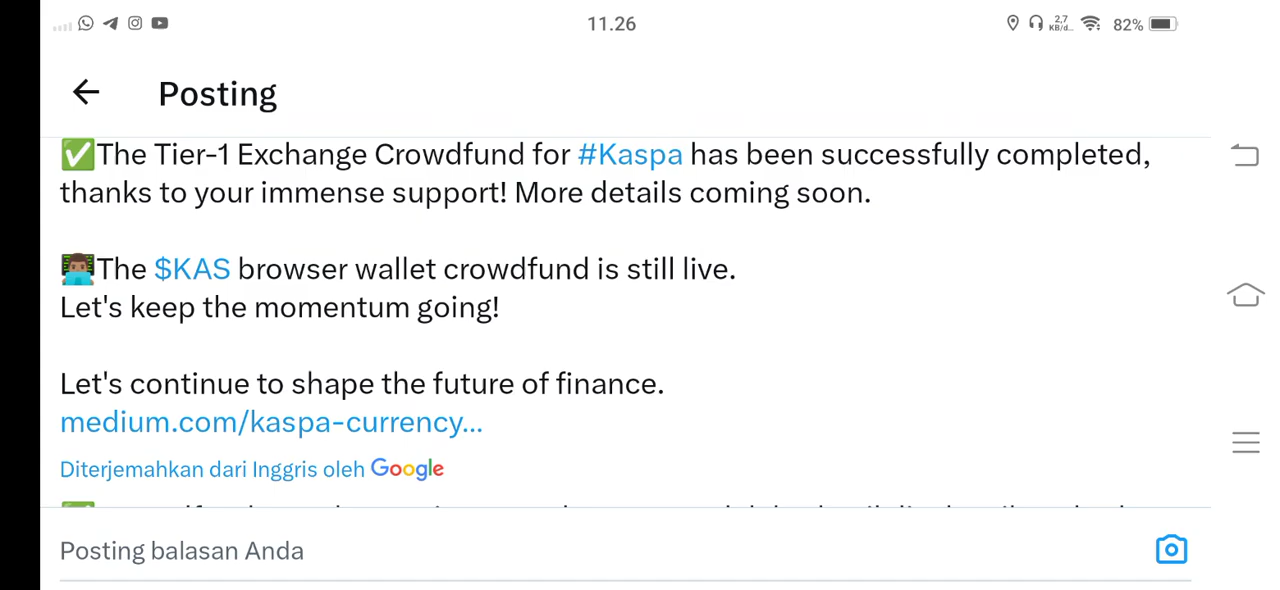 11.26
2,7
KB/d... 82%
Posting
✅The Tier-1 Exchange Crowdfund for #Kaspa has been successfully completed,
thanks to your immense support! More details coming soon.
👨🏽‍💻The $KAS browser wallet crowdfund is still live.
Let's keep the momentum going!
Let's continue to shape the future of finance.
medium.com/kaspa-currency...
Diterjemahkan dari Inggris oleh Google
Posting balasan Anda